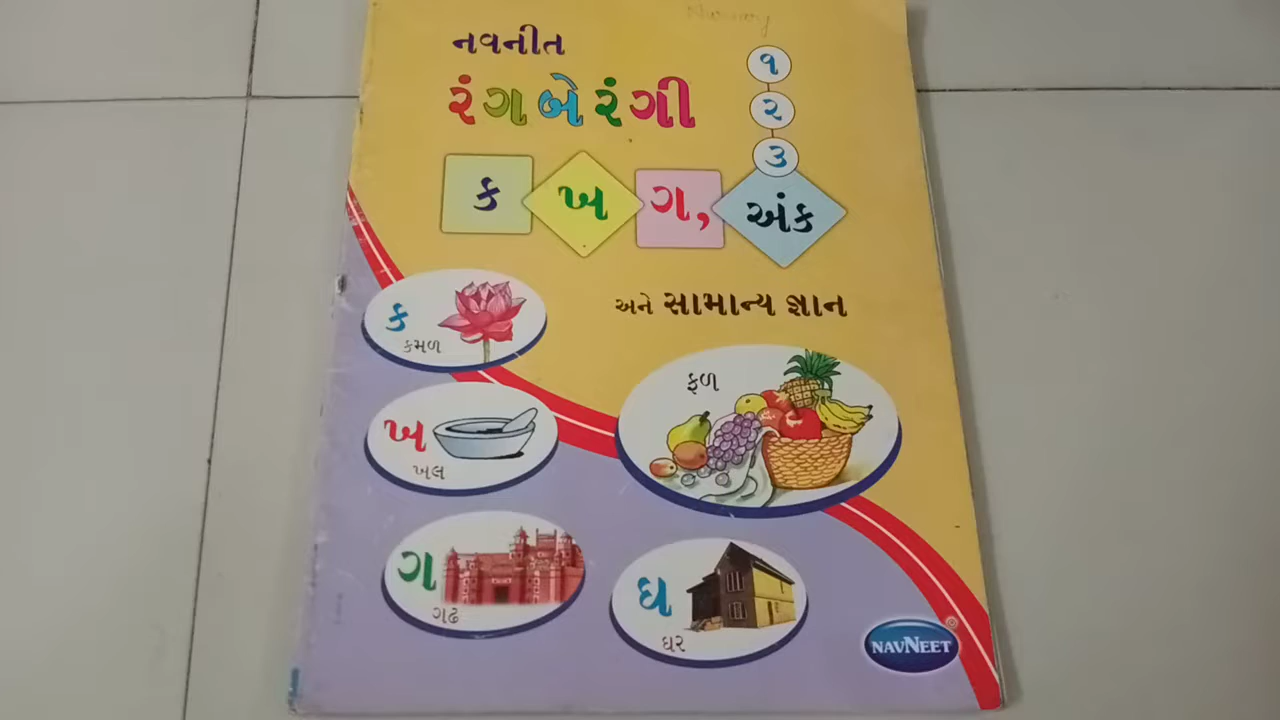 નવનીત
રંગબેરંગી
૧
૨
૩
ક ખ ગ, અંક
અને સામાન્ય જ્ઞાન
ક
કમળ
ફળ
ખ
ખલ
ગ
ગઢ
ઘ
ઘર
NAVNEET